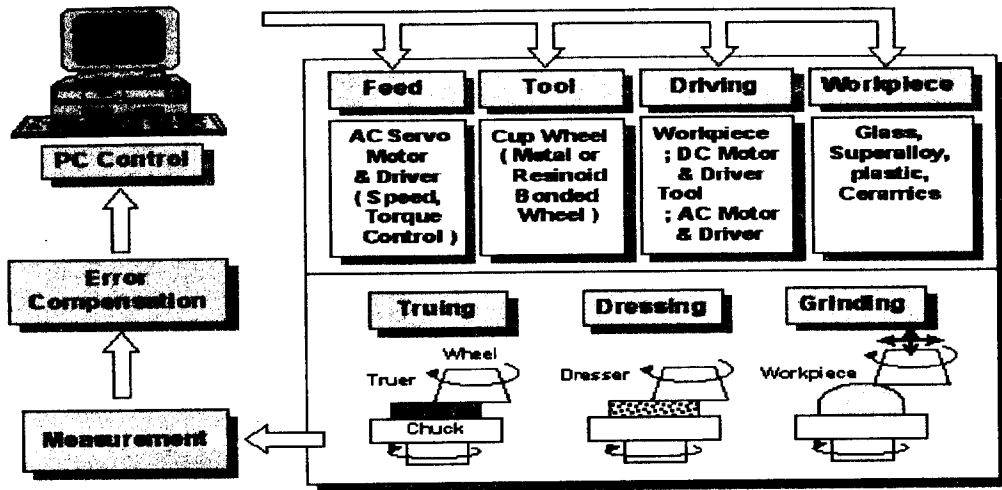 Feed
Tool
Driving
Workpiece
AC Servo
Motor
& Driver
( Speed,
Torque
Control )
Cup Wheel
( Metal or
Resinoid
Bonded
Wheel )
Workpiece
; DC Motor
& Driver
Tool
; AC Motor
& Driver
Glass,
Superalloy,
plastic,
Ceramics
PC Control
Error
Compensation
Measurement
Truing
Wheel
Truer
Chuck
Dressing
Dresser
Grinding
Workpiece